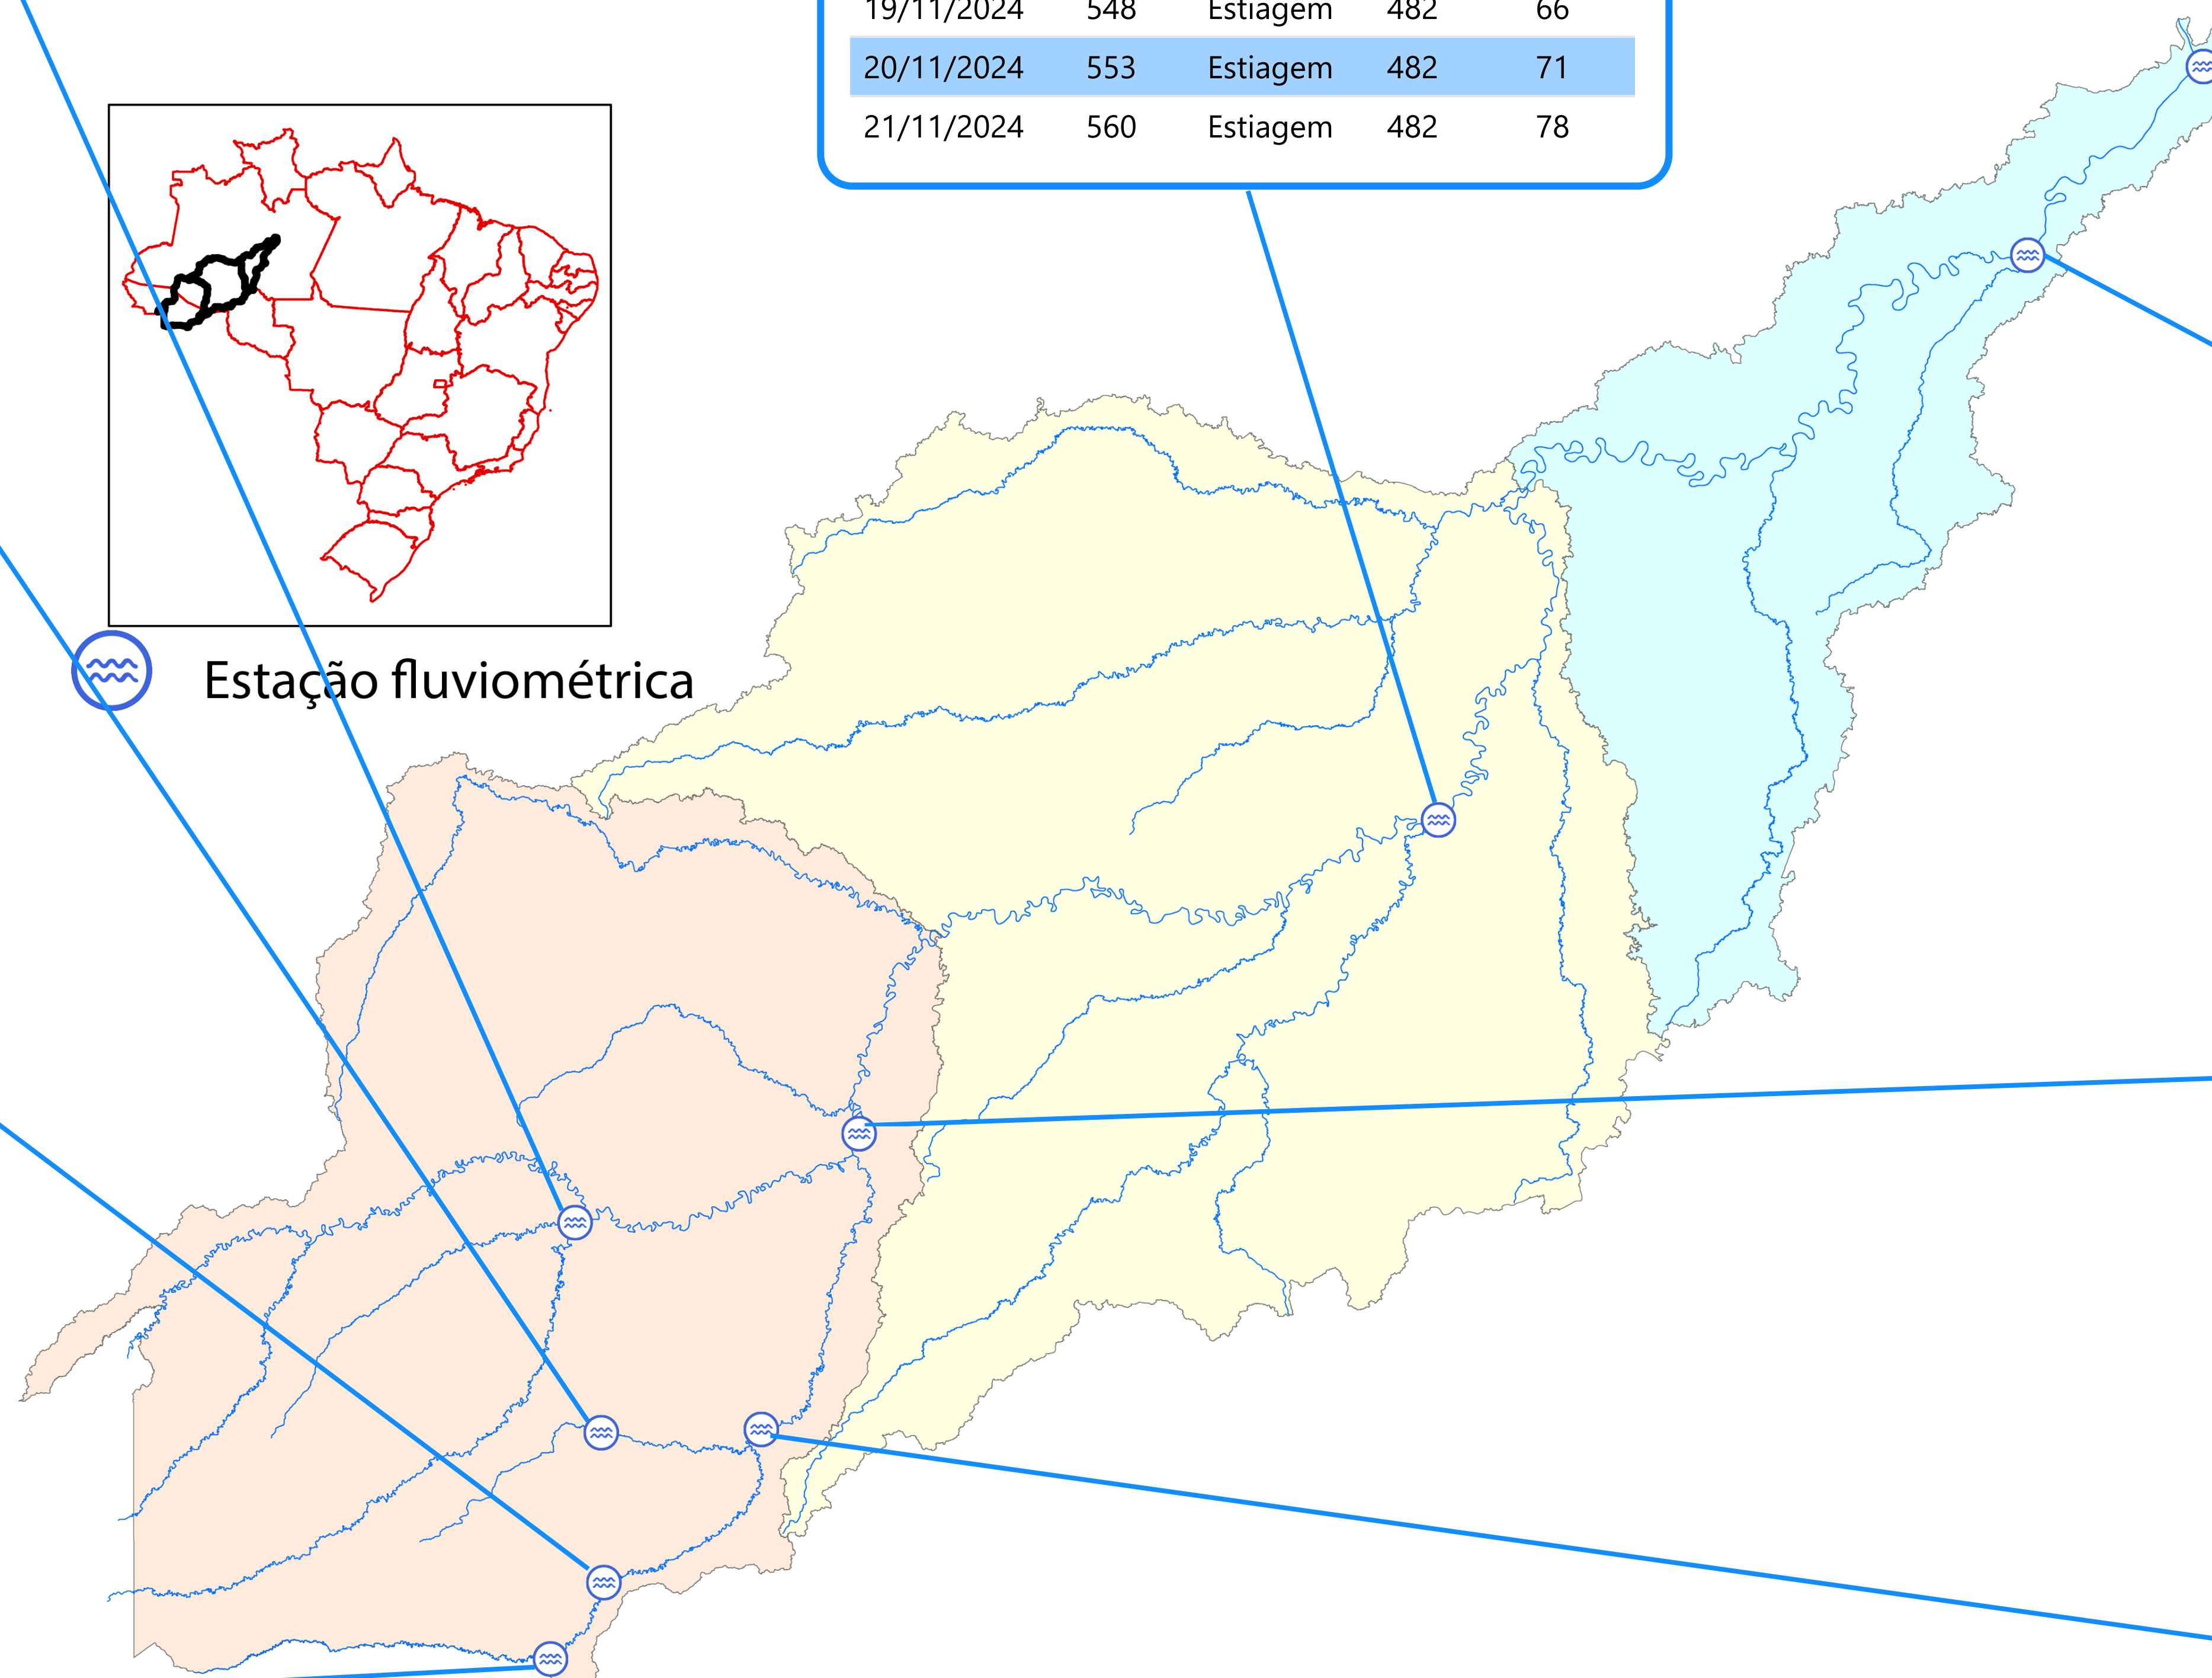 19/11/2024 548 Estiagem 482 66
20/11/2024 553 Estiagem 482 71
21/11/2024 560 Estiagem 482 78
Estação fluviométrica